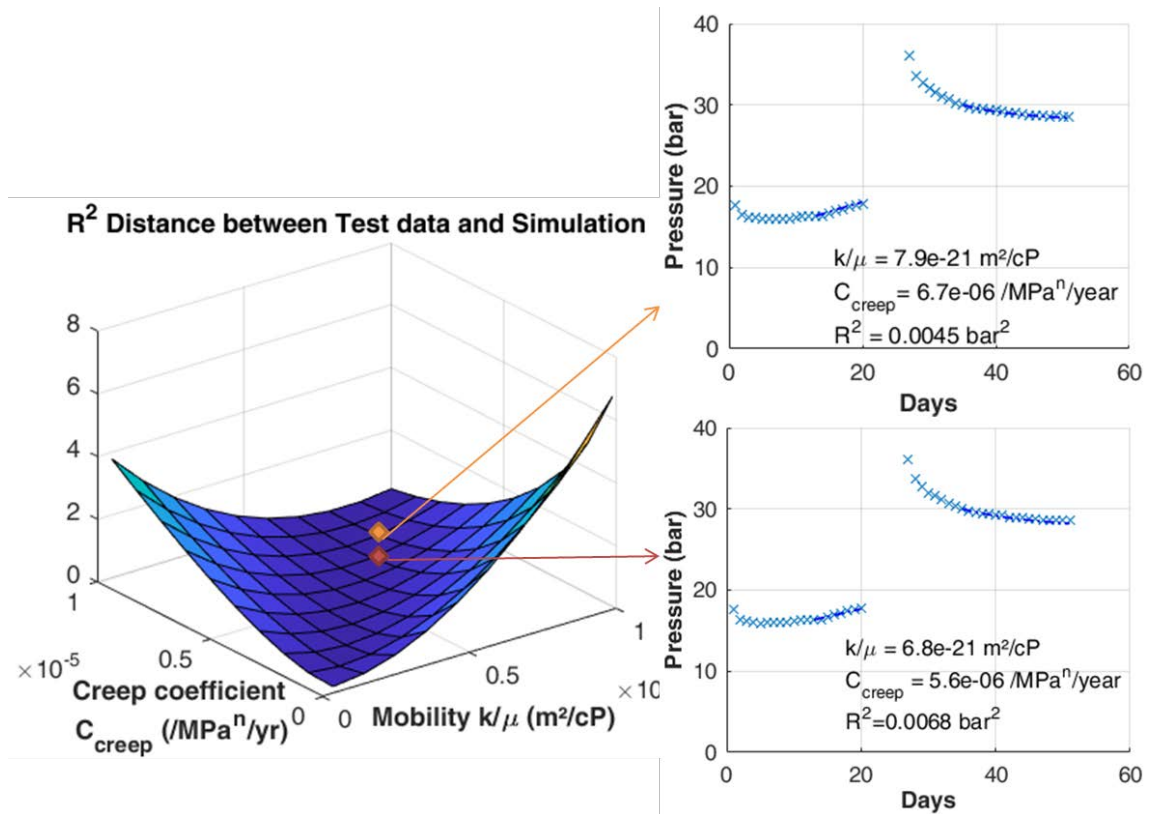 R² Distance between Test data and Simulation
8
6
4
2
0
1
0.5
0
× 10⁻⁵
Creep coefficient
C_creep (/MPaⁿ/yr)
0
0.5
1
×10
Mobility k/μ (m²/cP)
40
30
20
10
0
Pressure (bar)
k/μ = 7.9e-21 m²/cP
C_creep= 6.7e-06 /MPaⁿ/year
R² = 0.0045 bar²
0 20 40 60
Days
40
30
20
10
0
Pressure (bar)
k/μ = 6.8e-21 m²/cP
C_creep = 5.6e-06 /MPaⁿ/year
R²=0.0068 bar²
0 20 40 60
Days